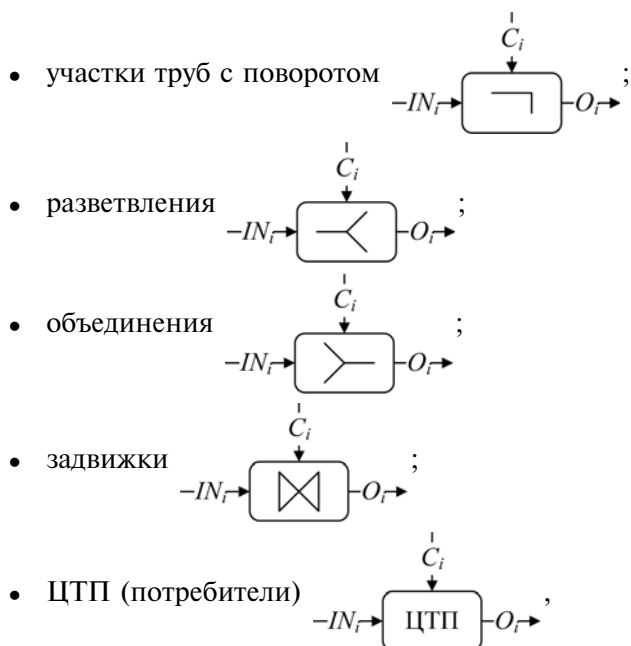 C_i
• участки труб с поворотом –IN_i→ –O_i→ ;
C_i
• разветвления –IN_i→ –O_i→ ;
C_i
• объединения –IN_i→ –O_i→ ;
C_i
• задвижки –IN_i→ –O_i→ ;
C_i
• ЦТП (потребители) –IN_i→ ЦТП –O_i→ ,